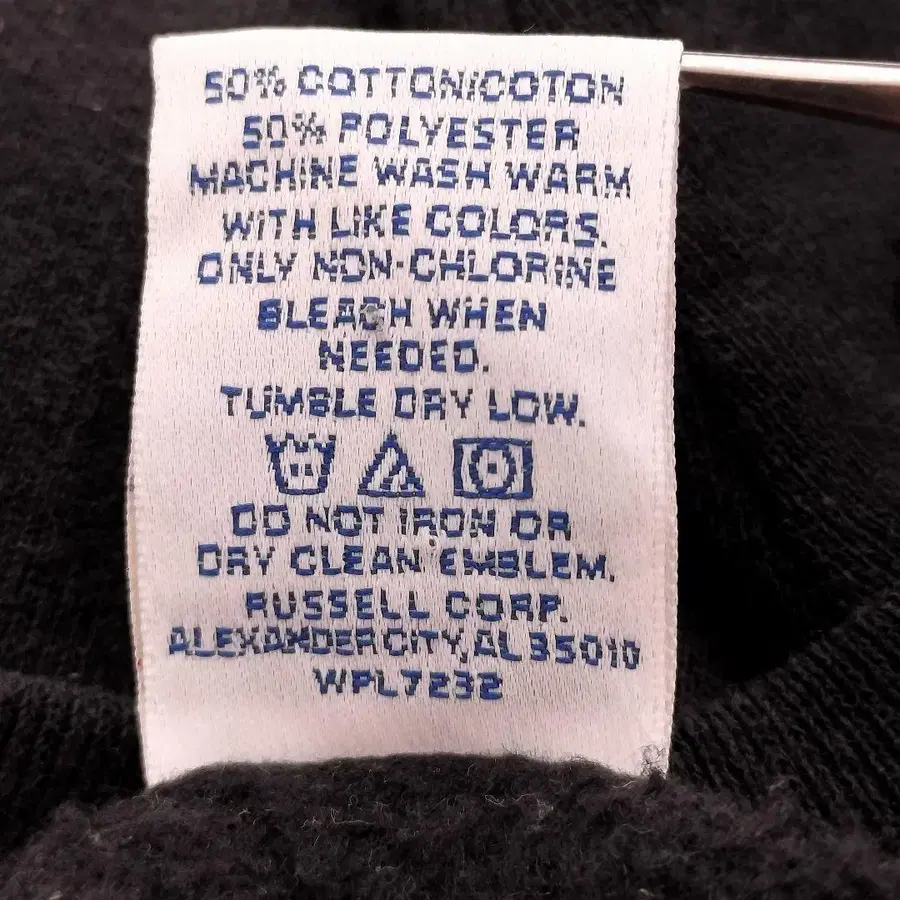 50% COTTON/COTON
50% POLYESTER
MACHINE WASH WARM
WITH LIKE COLORS.
ONLY NON-CHLORINE
BLEACH WHEN
NEEDED.
TUMBLE DRY LOW.
DO NOT IRON OR
DRY CLEAN EMBLEM.
RUSSELL CORP.
ALEXANDER CITY, AL 35010
WPL7232